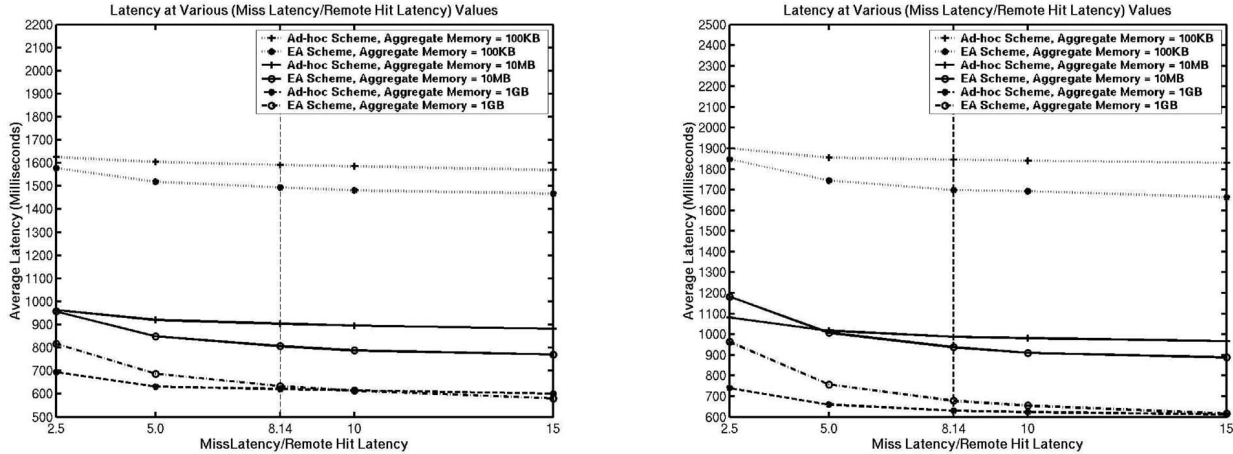 Latency at Various (Miss Latency/Remote Hit Latency) Values
2200
2100
2000
1900
1800
1700
1600
1500
1400
1300
1200
1100
1000
900
800
700
600
500
Average Latency (Milliseconds)
Ad-hoc Scheme, Aggregate Memory = 100KB
EA Scheme, Aggregate Memory = 100KB
Ad-hoc Scheme, Aggregate Memory = 10MB
EA Scheme, Aggregate Memory = 10MB
Ad-hoc Scheme, Aggregate Memory = 1GB
EA Scheme, Aggregate Memory = 1GB
2.5 5.0 8.14 10 15
MissLatency/Remote Hit Latency
Latency at Various (Miss Latency/Remote Hit Latency) Values
2500
2400
2300
2200
2100
2000
1900
1800
1700
1600
1500
1400
1300
1200
1100
1000
900
800
700
600
Average Latency (Milliseconds)
Ad-hoc Scheme, Aggregate Memory = 100KB
EA Scheme, Aggregate Memory = 100KB
Ad-hoc Scheme, Aggregate Memory = 10MB
EA Scheme, Aggregate Memory = 10MB
Ad-hoc Scheme, Aggregate Memory = 1GB
EA Scheme, Aggregate Memory = 1GB
2.5 5.0 8.14 10 15
Miss Latency/Remote Hit Latency